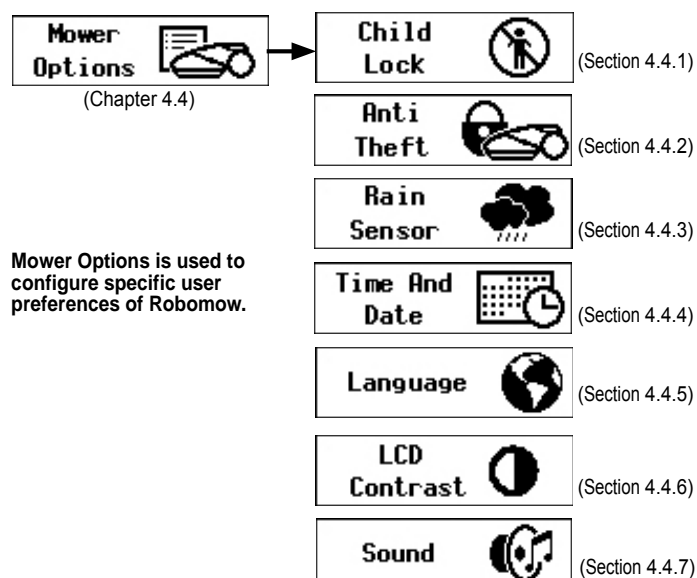 Mower
Options
(Chapter 4.4)
Mower Options is used to
configure specific user
preferences of Robomow.
Child
Lock
(Section 4.4.1)
Anti
Theft
(Section 4.4.2)
Rain
Sensor
(Section 4.4.3)
Time And
Date
(Section 4.4.4)
Language
(Section 4.4.5)
LCD
Contrast
(Section 4.4.6)
Sound
(Section 4.4.7)